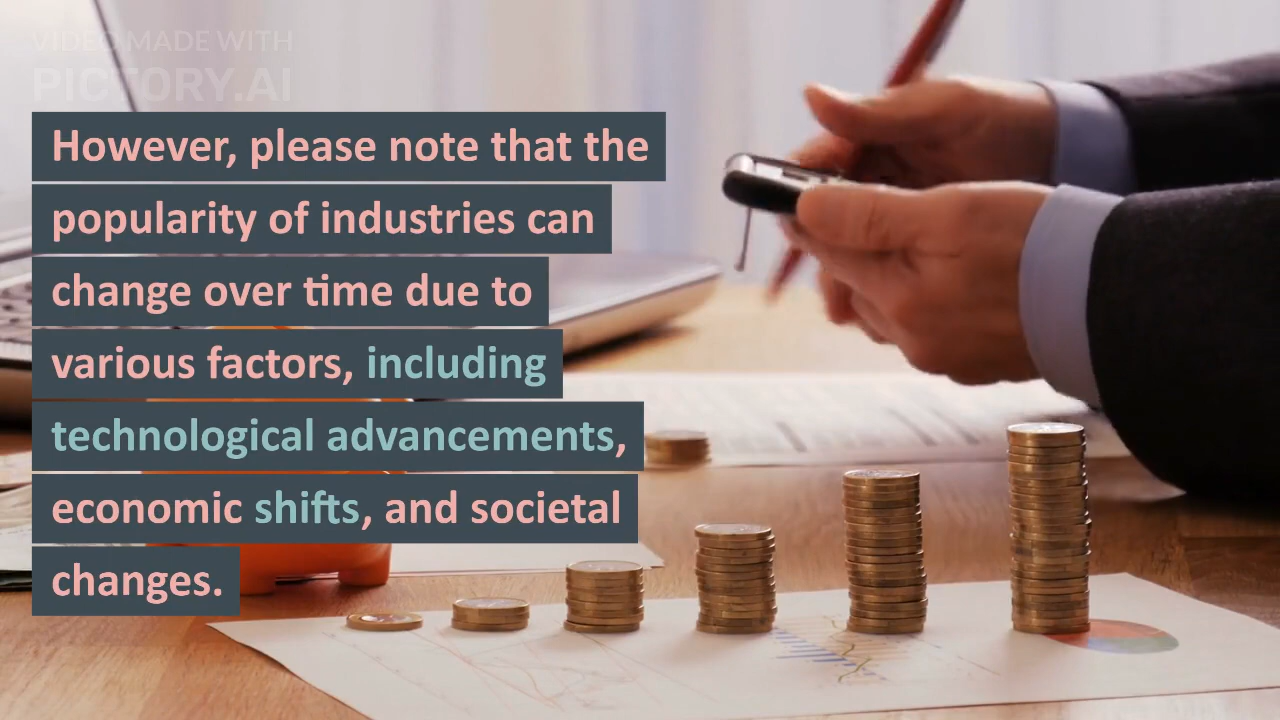 VIDEO MADE WITH
PICTORY.AI
However, please note that the
popularity of industries can
change over time due to
various factors, including
technological advancements,
economic shifts, and societal
changes.